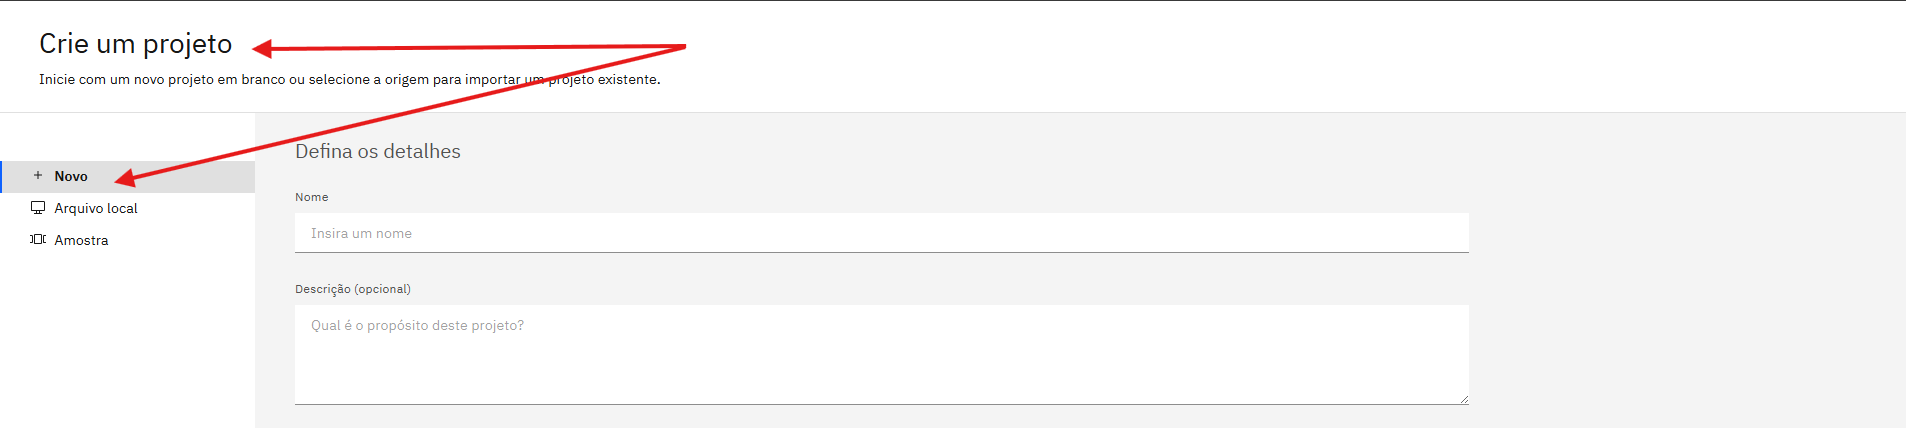 Crie um projeto
Inicie com um novo projeto em branco ou selecione a origem para importar um projeto existente.
Novo
Arquivo local
Amostra
Defina os detalhes
Nome
Insira um nome
Descrição (opcional)
Qual é o propósito deste projeto?